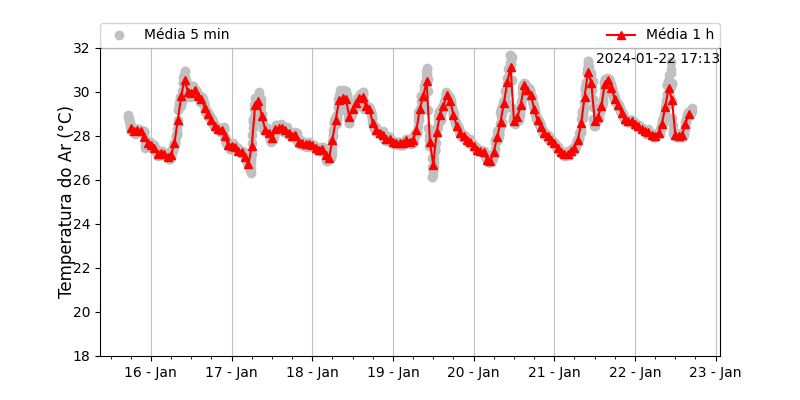 Média 5 min
Média 1 h
2024-01-22 17:13
Temperatura do Ar (°C)
32
30
28
26
24
22
20
18
16 - Jan
17 - Jan
18 - Jan
19 - Jan
20 - Jan
21 - Jan
22 - Jan
23 - Jan